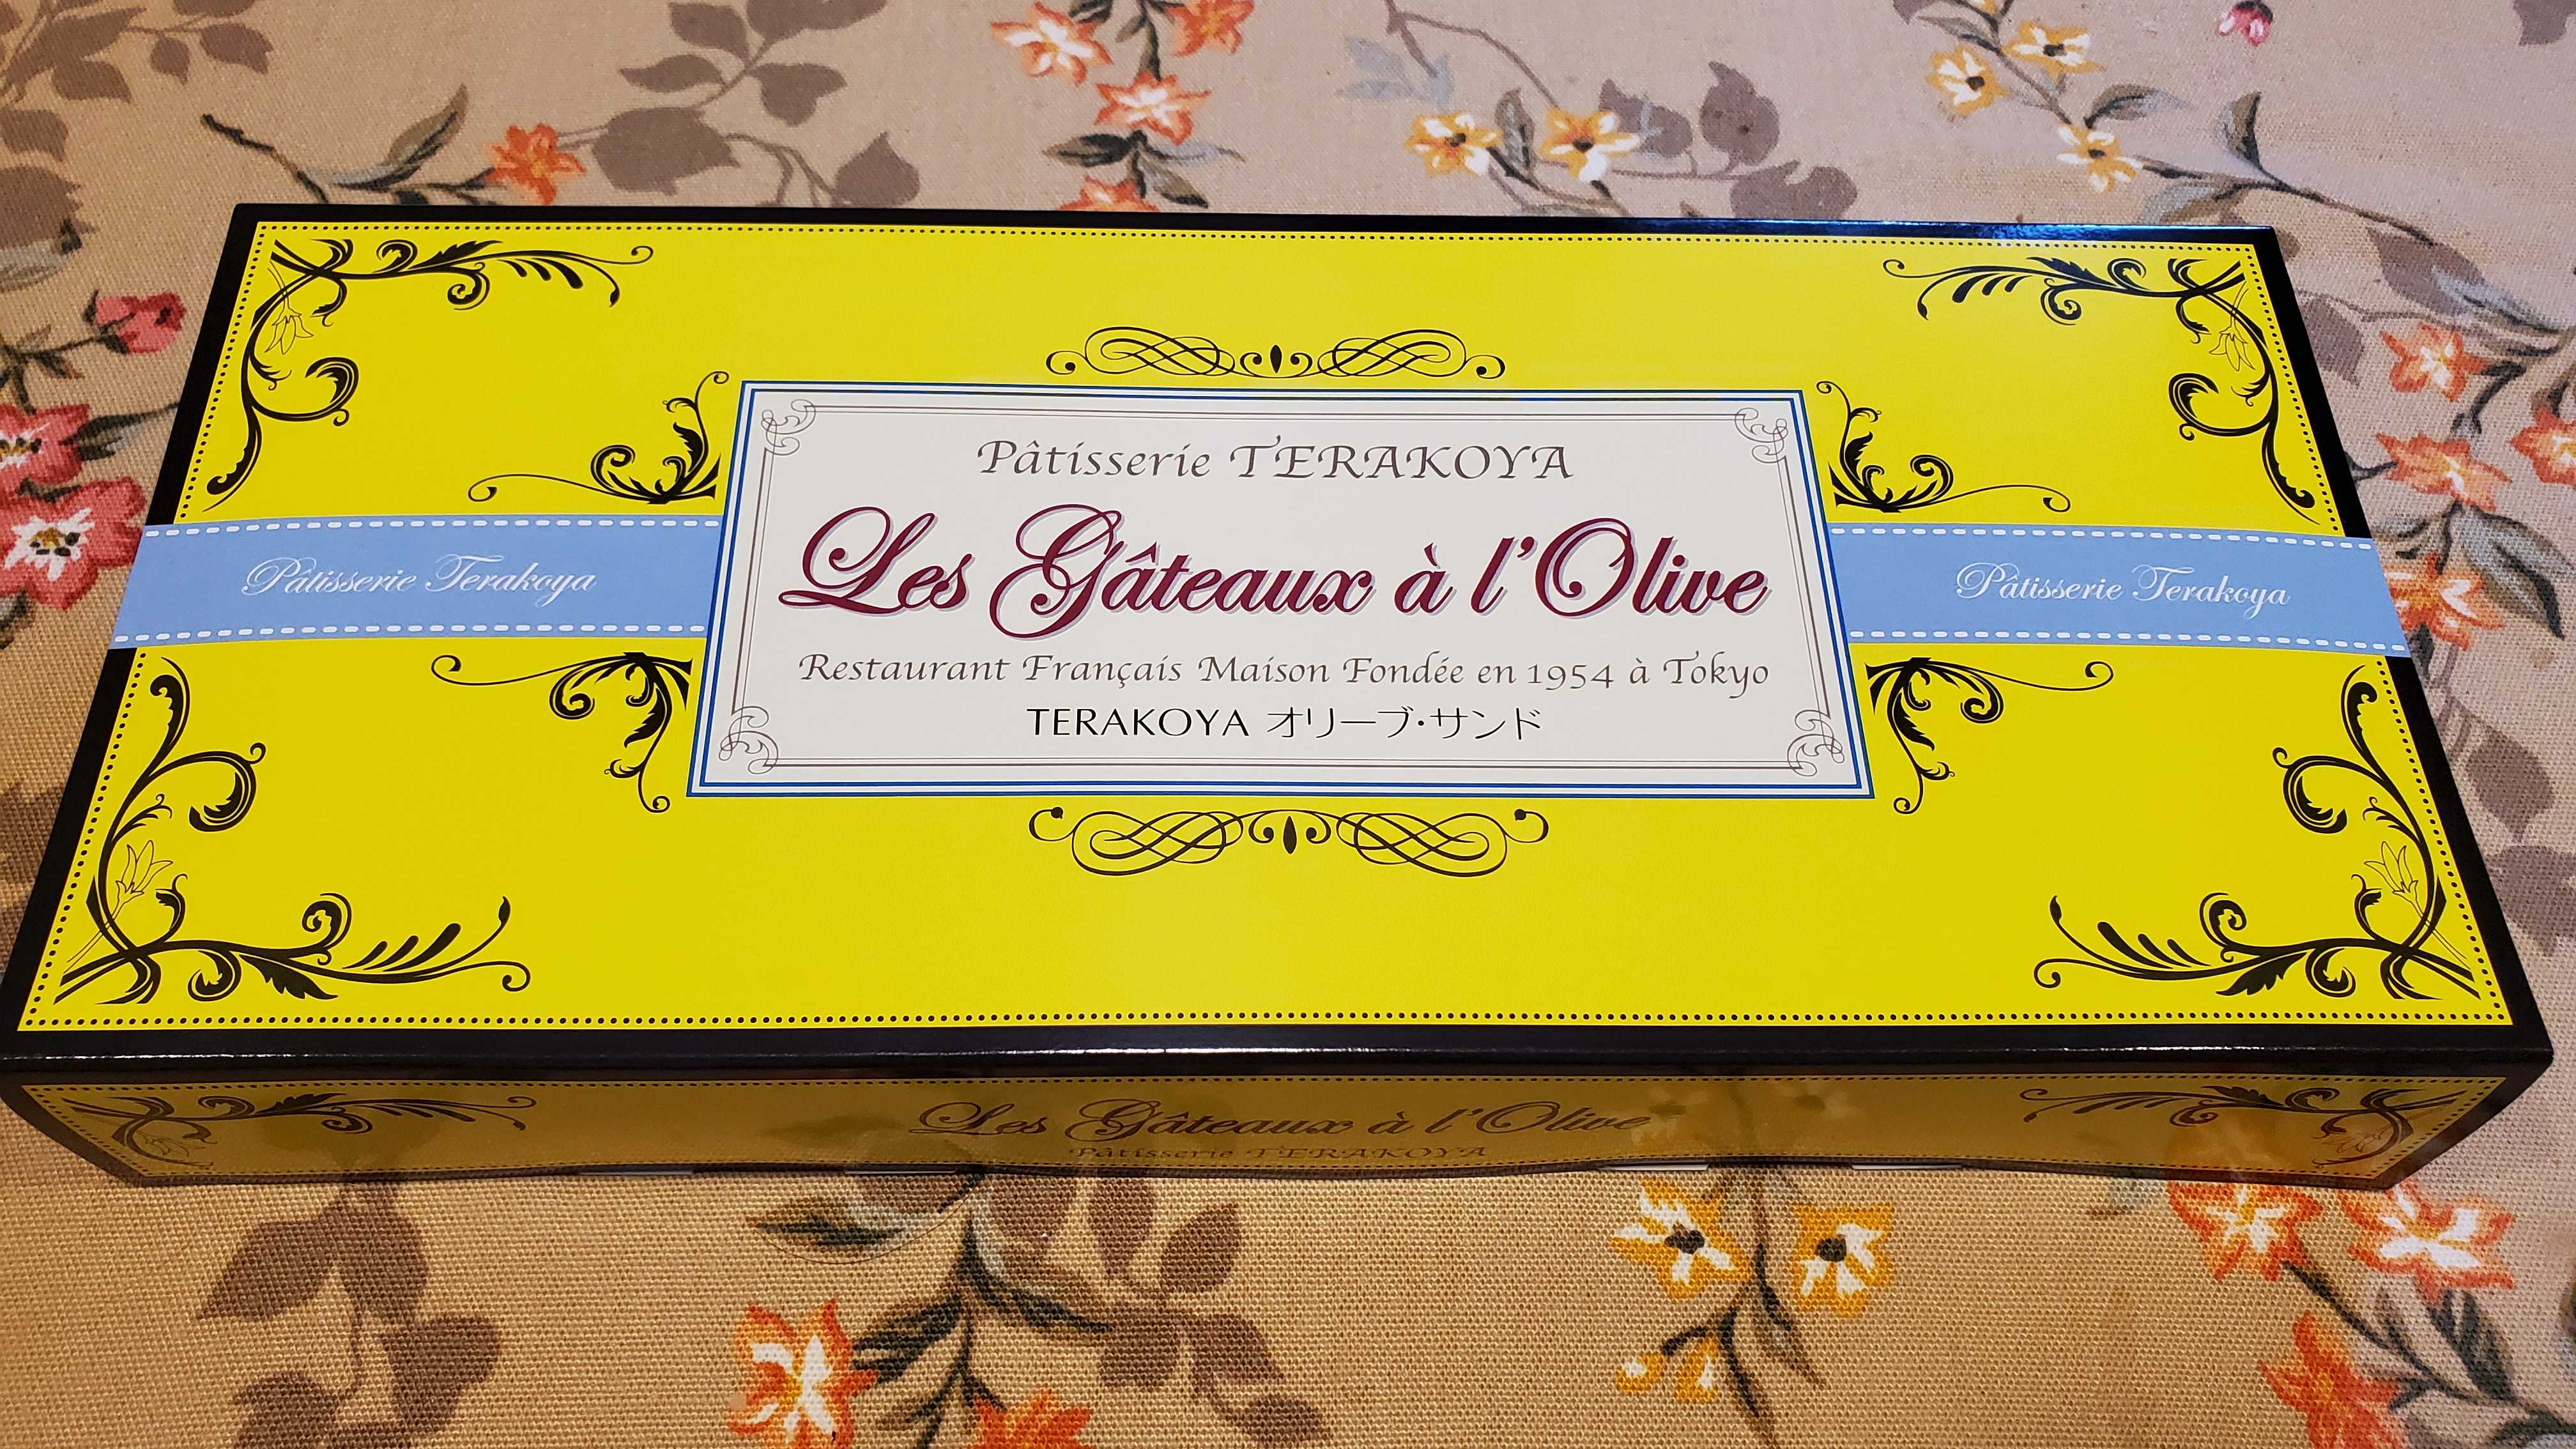 Pâtisserie TERAKOYA
Les Gâteaux à l'Olive
Pâtisserie Terakoya
Pâtisserie Terakoya
Restaurant Français Maison Fondée en 1954 à Tokyo
TERAKOYA オリーブ・サンド
Les Gâteaux à l'Olive
Pâtisserie TERAKOYA